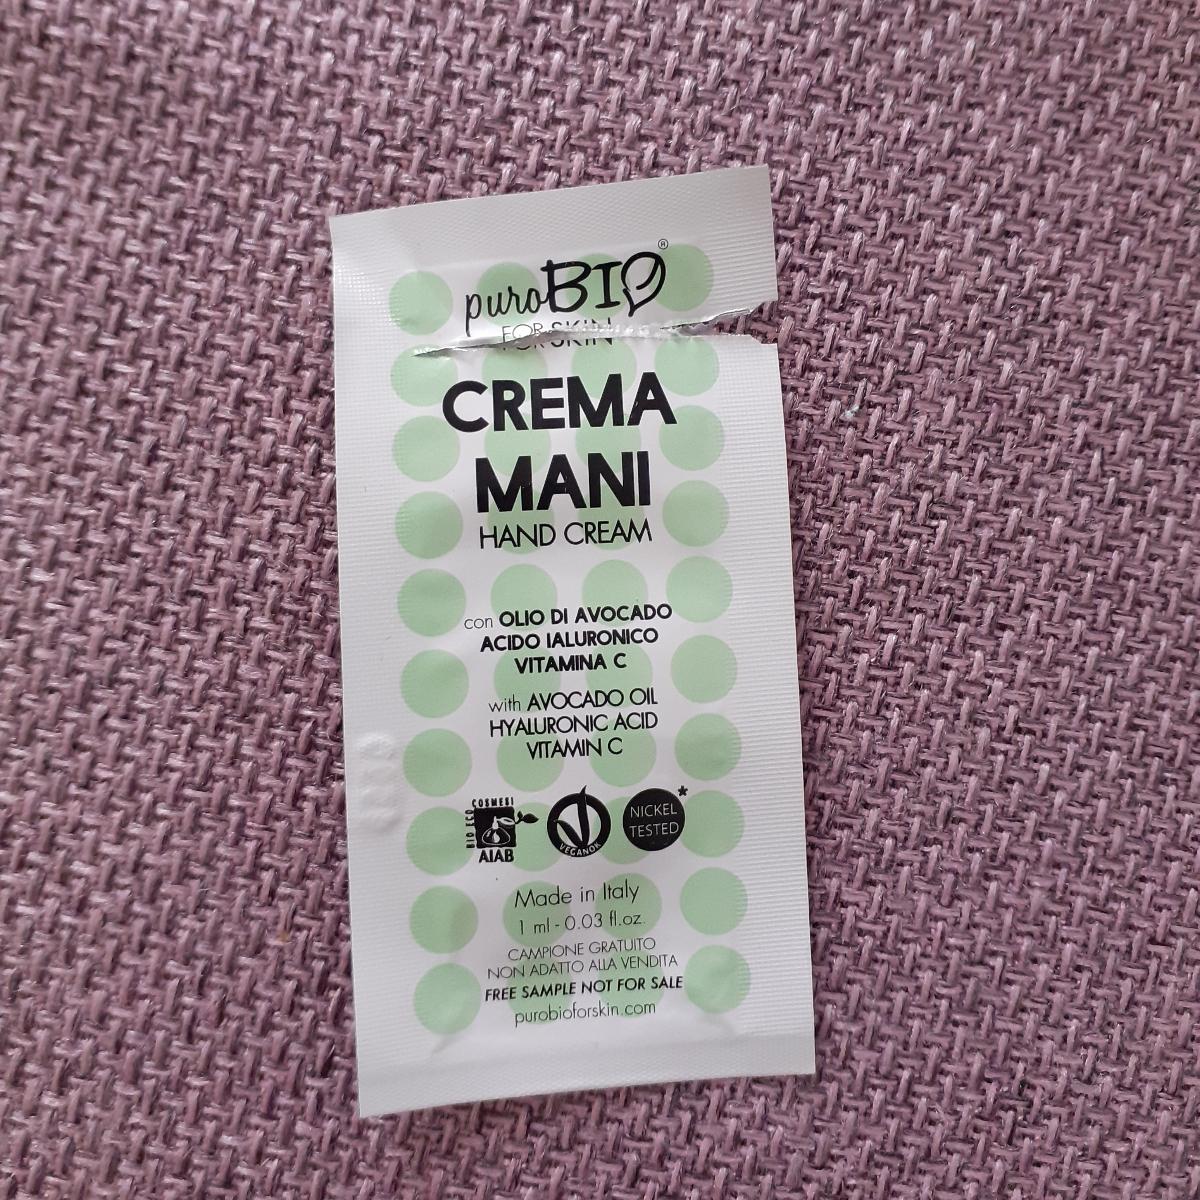 puroBIO®
FOR SKIN
CREMA
MANI
HAND CREAM
con OLIO DI AVOCADO
ACIDO IALURONICO
VITAMINA C
with AVOCADO OIL
HYALURONIC ACID
VITAMIN C
BIO ECO COSMESI
AIAB
VEGANOK
NICKEL
TESTED
*
Made in Italy
1 ml - 0.03 fl.oz.
CAMPIONE GRATUITO
NON ADATTO ALLA VENDITA
FREE SAMPLE NOT FOR SALE
purobioforskin.com